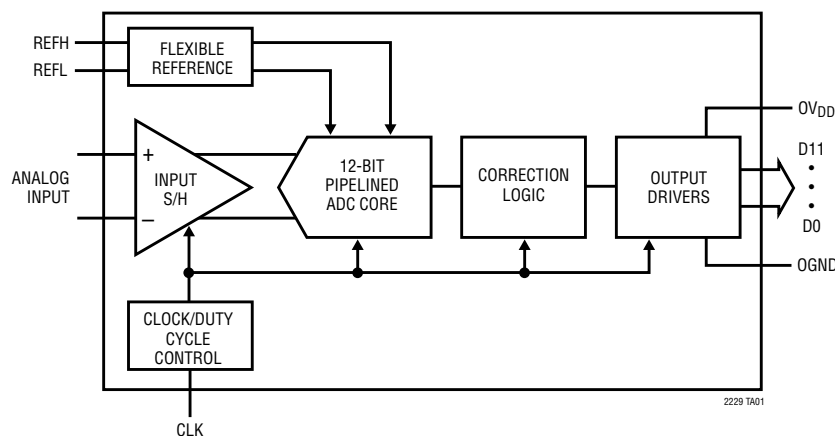 REFH
REFL
FLEXIBLE
REFERENCE
ANALOG
INPUT
+
–
INPUT
S/H
12-BIT
PIPELINED
ADC CORE
CORRECTION
LOGIC
OUTPUT
DRIVERS
OVDD
D11
•
•
•
D0
OGND
CLOCK/DUTY
CYCLE
CONTROL
CLK
2229 TA01